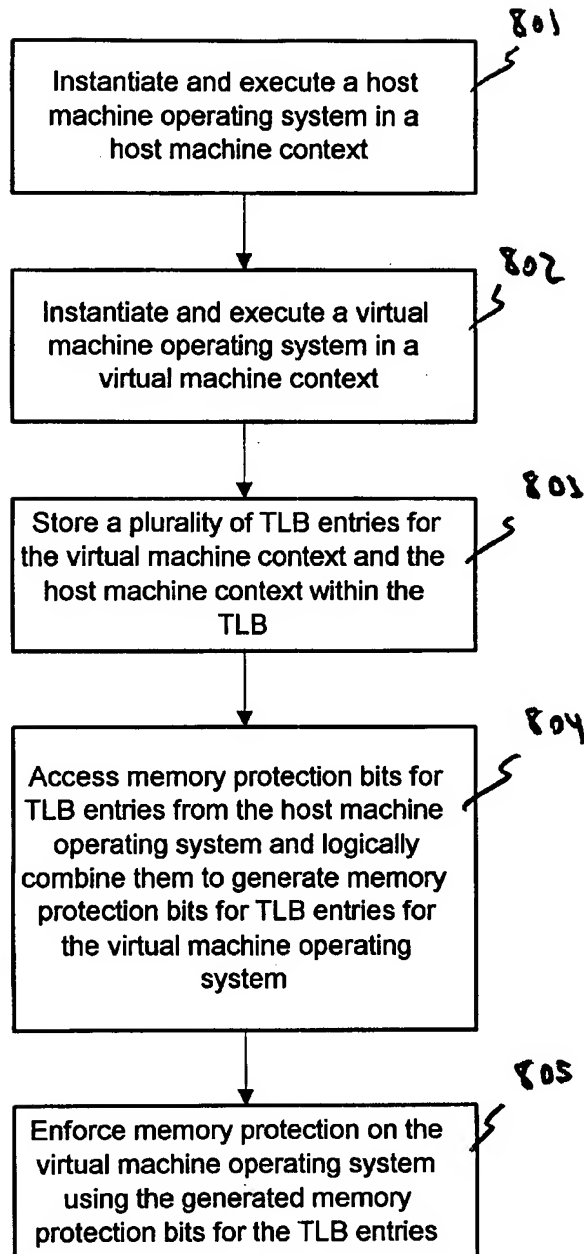 801
Instantiate and execute a host
machine operating system in a
host machine context
802
Instantiate and execute a virtual
machine operating system in a
virtual machine context
803
Store a plurality of TLB entries for
the virtual machine context and the
host machine context within the
TLB
804
Access memory protection bits for
TLB entries from the host machine
operating system and logically
combine them to generate memory
protection bits for TLB entries for
the virtual machine operating
system
805
Enforce memory protection on the
virtual machine operating system
using the generated memory
protection bits for the TLB entries